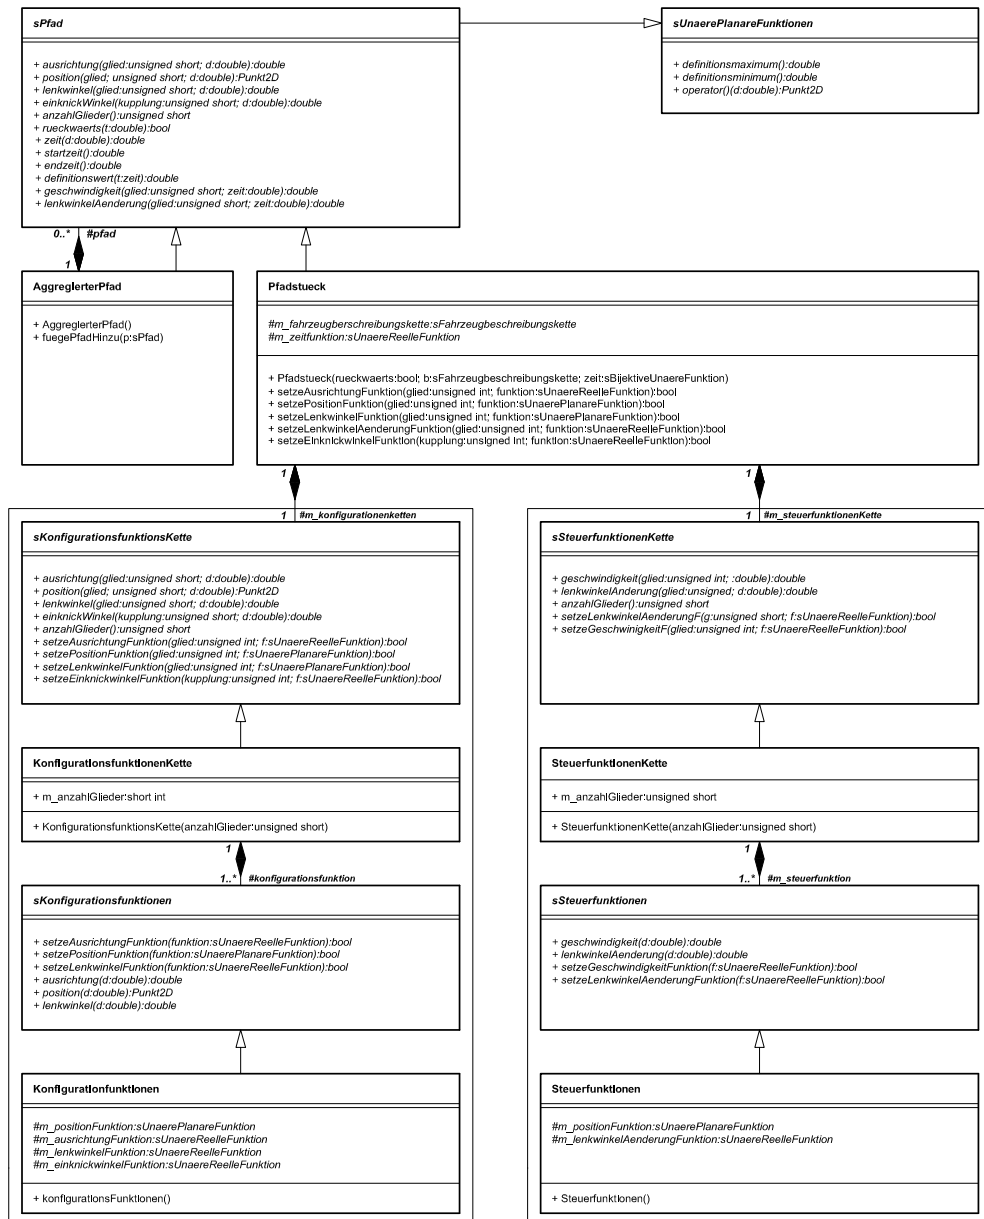 sPfad
+ ausrichtung(glied:unsigned short; d:double):double
+ position(glied; unsigned short; d:double):Punkt2D
+ lenkwinkel(glied:unsigned short; d:double):double
+ einknickWinkel(kupplung:unsigned short; d:double):double
+ anzahlGlieder():unsigned short
+ rueckwaerts(t:double):bool
+ zeit(d:double):double
+ startzeit():double
+ endzeit():double
+ definitionswert(t:zeit):double
+ geschwindigkeit(glied:unsigned short; zeit:double):double
+ lenkwinkelAenderung(glied:unsigned short; zeit:double):double
sUnaerePlanareFunktionen
+ definitionsmaximum():double
+ definitionsminimum():double
+ operator()(d:double):Punkt2D
0..* #pfad
1
AggreglerterPfad
+ AggreglerterPfad()
+ fuegePfadHinzu(p:sPfad)
Pfadstueck
#m_fahrzeugberschreibungskette:sFahrzeugbeschreibungskette
#m_zeitfunktion:sUnaereReelleFunktion
+ Pfadstueck(rueckwaerts:bool; b:sFahrzeugbeschreibungskette; zeit:sBijektiveUnaereFunktion)
+ setzeAusrichtungFunktion(glied:unsigned int; funktion:sUnaereReelleFunktion):bool
+ setzePositionFunktion(glied:unsigned int; funktion:sUnaerePlanareFunktion):bool
+ setzeLenkwinkelFunktion(glied:unsigned int; funktion:sUnaerePlanareFunktion):bool
+ setzeLenkwinkelAenderungFunktion(glied:unsigned int; funktion:sUnaereReelleFunktion):bool
+ setzeEinknickwinkelFunktion(kupplung:unsigned int; funktion:sUnaereReelleFunktion):bool
1
1 #m_konfigurationenketten
sKonfigurationsfunktionsKette
+ ausrichtung(glied:unsigned short; d:double):double
+ position(glied; unsigned short; d:double):Punkt2D
+ lenkwinkel(glied:unsigned short; d:double):double
+ einknickWinkel(kupplung:unsigned short; d:double):double
+ anzahlGlieder():unsigned short
+ setzeAusrichtungFunktion(glied:unsigned int; f:sUnaereReelleFunktion):bool
+ setzePositionFunktion(glied:unsigned int; f:sUnaerePlanareFunktion):bool
+ setzeLenkwinkelFunktion(glied:unsigned int; f:sUnaerePlanareFunktion):bool
+ setzeEinknickwinkelFunktion(kupplung:unsigned int; f:sUnaereReelleFunktion):bool
KonfigurationsfunktionenKette
+ m_anzahlGlieder:short int
+ KonfigurationsfunktionsKette(anzahlGlieder:unsigned short)
1
1..* #konfigurationsfunktion
sKonfigurationsfunktionen
+ setzeAusrichtungFunktion(funktion:sUnaereReelleFunktion):bool
+ setzePositionFunktion(funktion:sUnaerePlanareFunktion):bool
+ setzeLenkwinkelFunktion(funktion:sUnaereReelleFunktion):bool
+ ausrichtung(d:double):double
+ position(d:double):Punkt2D
+ lenkwinkel(d:double):double
Konfigurationfunktionen
#m_positionFunktion:sUnaerePlanareFunktion
#m_ausrichtungFunktion:sUnaereReelleFunktion
#m_lenkwinkelFunktion:sUnaereReelleFunktion
#m_einknickwinkelFunktion:sUnaereReelleFunktion
+ konfigurationsFunktionen()
1
1 #m_steuerfunktionenKette
sSteuerfunktionenKette
+ geschwindigkeit(glied:unsigned int; :double):double
+ lenkwinkelAnderung(glied:unsigned; d:double):double
+ anzahlGlieder():unsigned short
+ setzeLenkwinkelAenderungF(g:unsigned short; f:sUnaereReelleFunktion):bool
+ setzeGeschwinigkeitF(glied:unsigned int; f:sUnaereReelleFunktion):bool
SteuerfunktionenKette
+ m_anzahlGlieder:unsigned short
+ SteuerfunktionenKette(anzahlGlieder:unsigned short)
1
1..* #m_steuerfunktion
sSteuerfunktionen
+ geschwindigkeit(d:double):double
+ lenkwinkelAenderung(d:double):double
+ setzeGeschwindigkeitFunktion(f:sUnaereReelleFunktion):bool
+ setzeLenkwinkelAenderungFunktion(f:sUnaereReelleFunktion):bool
Steuerfunktionen
#m_positionFunktion:sUnaerePlanareFunktion
#m_lenkwinkelAenderungFunktion:sUnaereReelleFunktion
+ Steuerfunktionen()